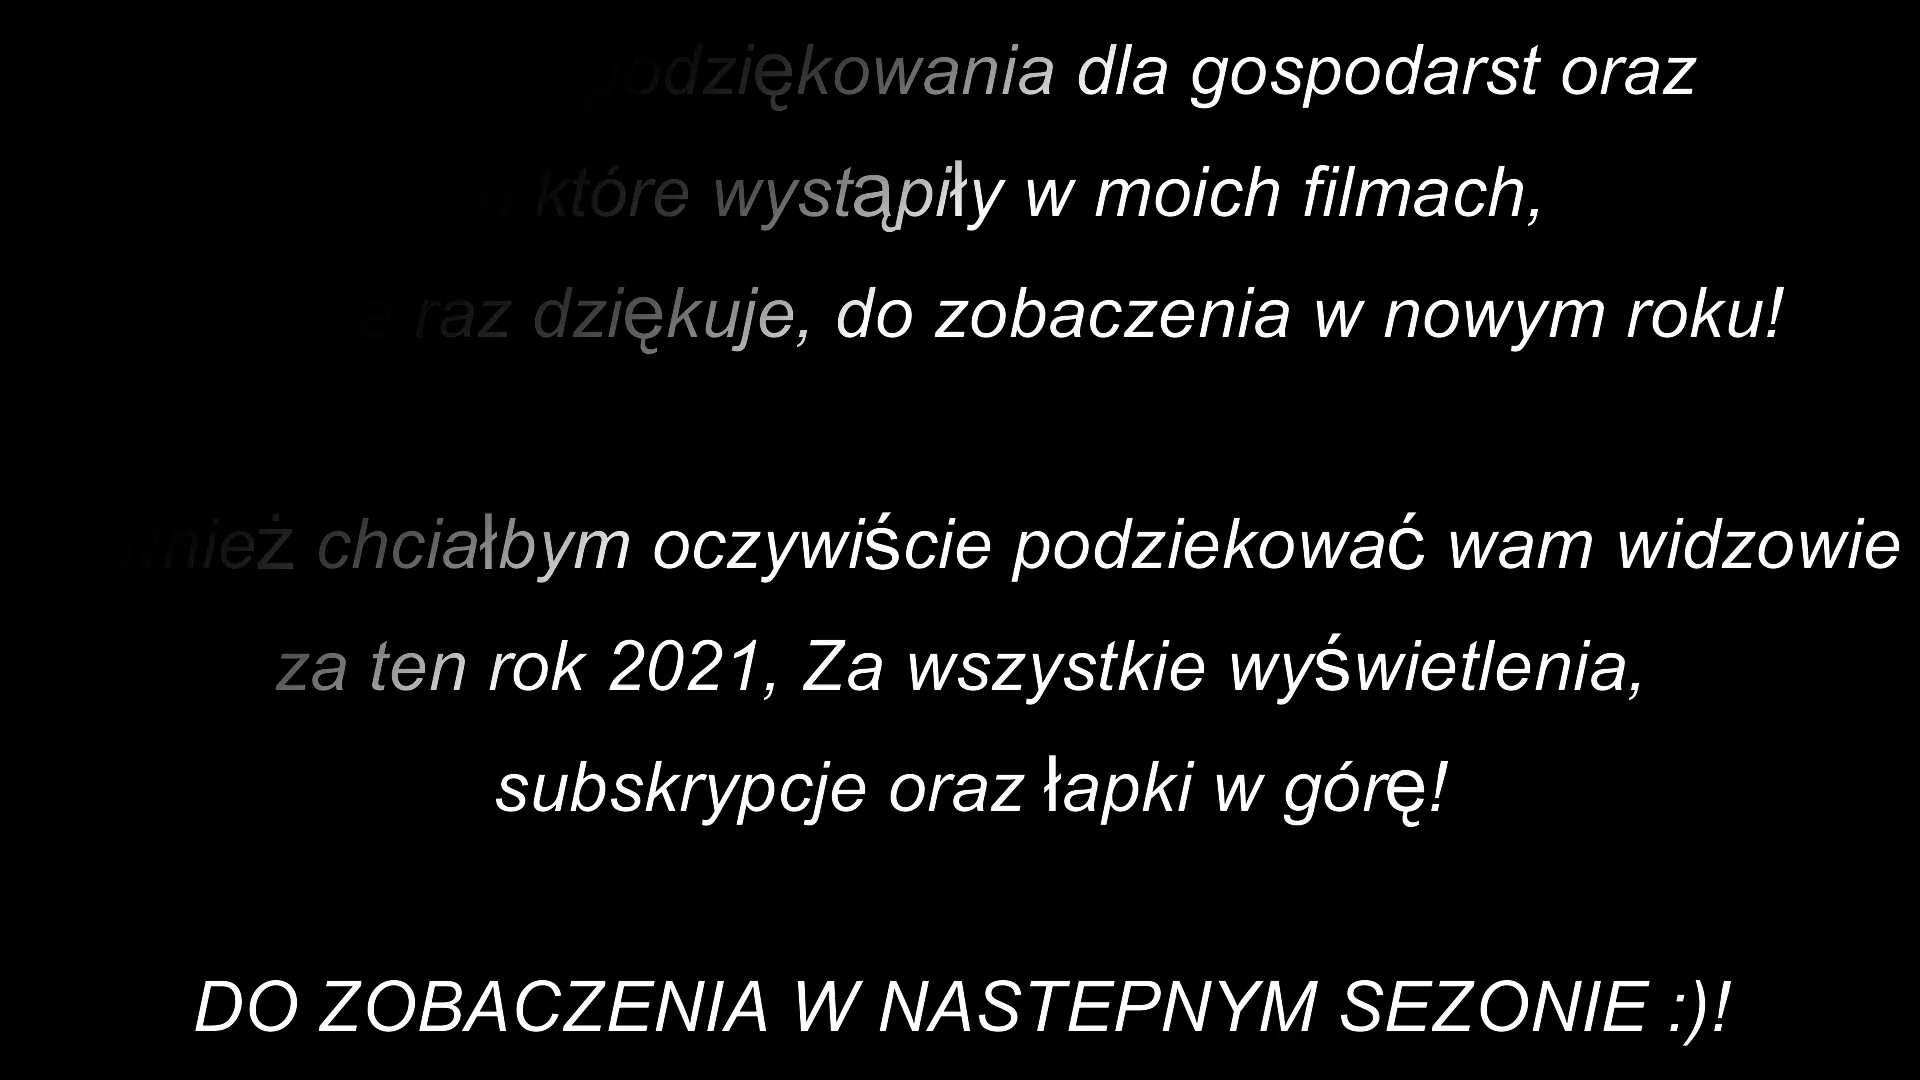 podziękowania dla gospodarst oraz
które wystąpiły w moich filmach,
raz dziękuje, do zobaczenia w nowym roku!
chciałbym oczywiście podziekować wam widzowie
za ten rok 2021, Za wszystkie wyświetlenia,
subskrypcje oraz łapki w górę!
DO ZOBACZENIA W NASTEPNYM SEZONIE :)!